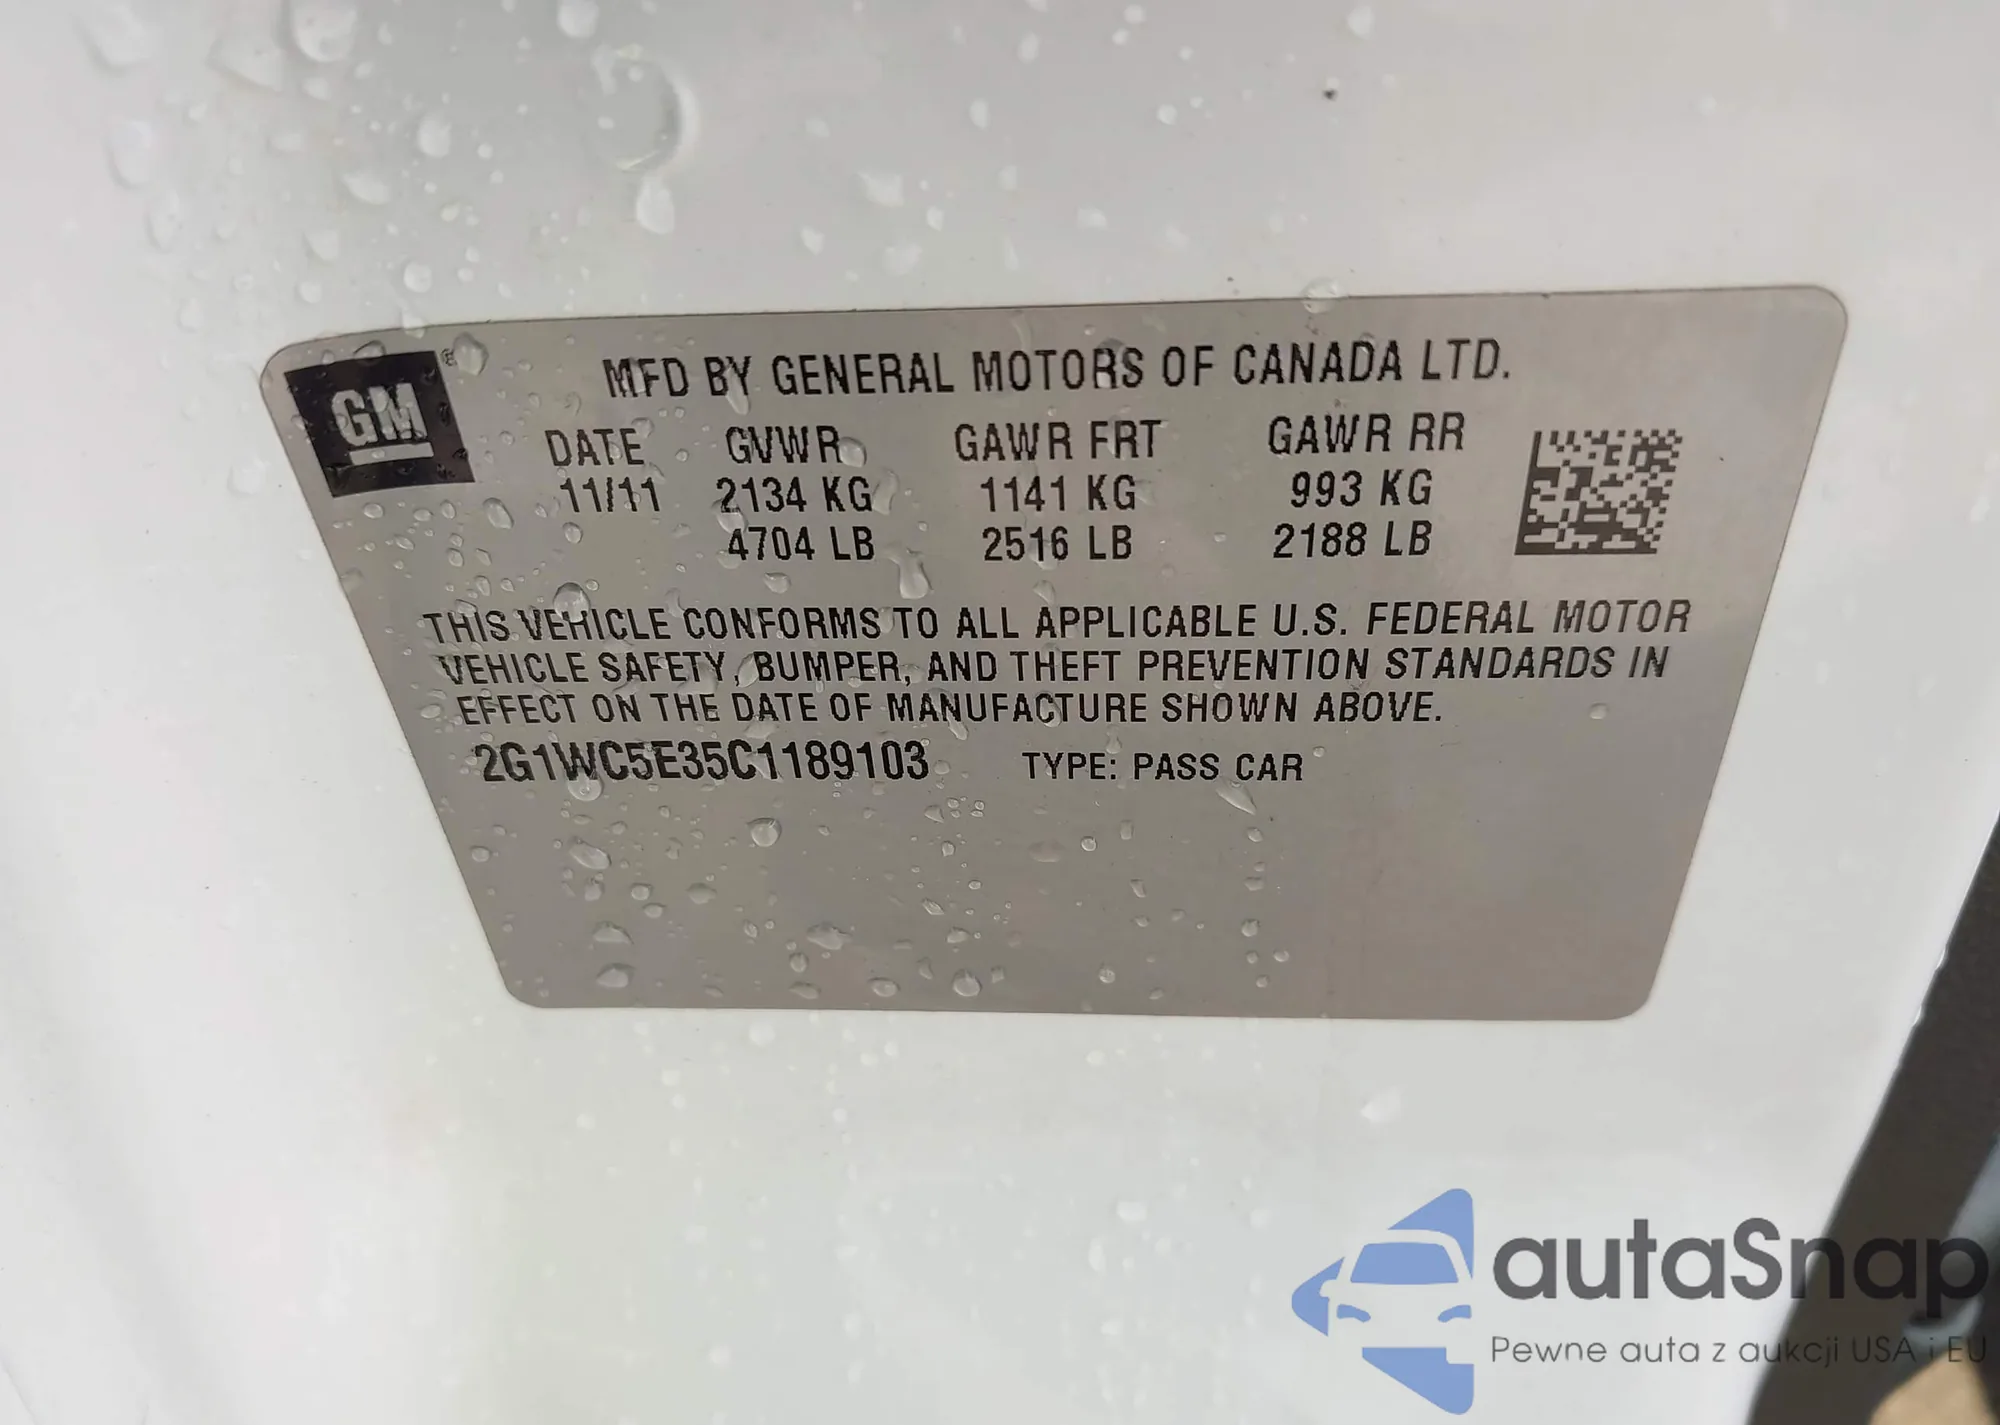 GM ®
MFD BY GENERAL MOTORS OF CANADA LTD.
DATE GVWR GAWR FRT GAWR RR
11/11 2134 KG 1141 KG 993 KG
4704 LB 2516 LB 2188 LB
THIS VEHICLE CONFORMS TO ALL APPLICABLE U.S. FEDERAL MOTOR
VEHICLE SAFETY, BUMPER, AND THEFT PREVENTION STANDARDS IN
EFFECT ON THE DATE OF MANUFACTURE SHOWN ABOVE.
2G1WC5E35C1189103 TYPE: PASS CAR
autaSnap
Pewne auta z aukcji USA i EU